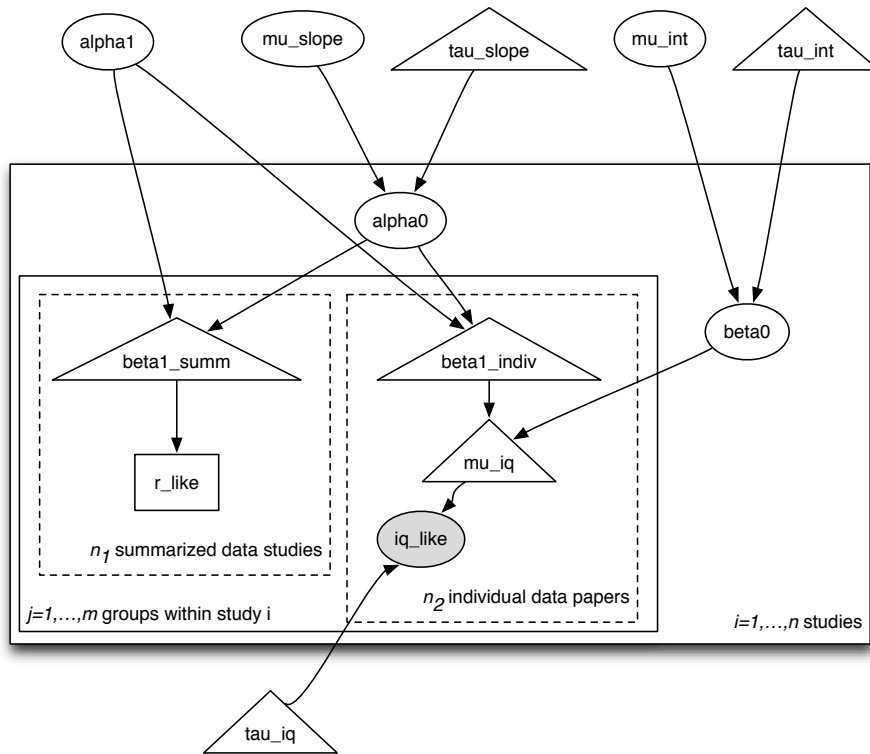 alpha1
mu_slope
tau_slope
mu_int
tau_int
alpha0
beta0
beta1_summ
beta1_indiv
mu_iq
r_like
iq_like
n1 summarized data studies
n2 individual data papers
j=1,…,m groups within study i
i=1,…,n studies
tau_iq